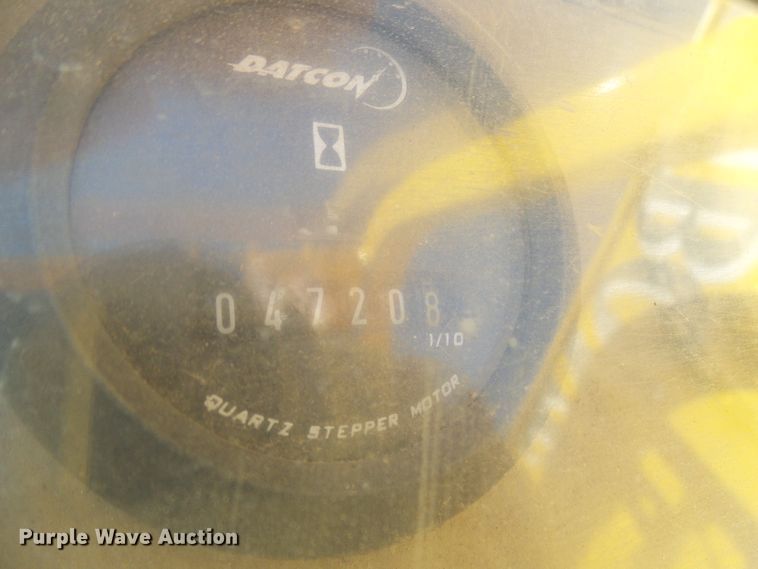 DATCON
047208
1/10
QUARTZ STEPPER MOTOR
Purple Wave Auction